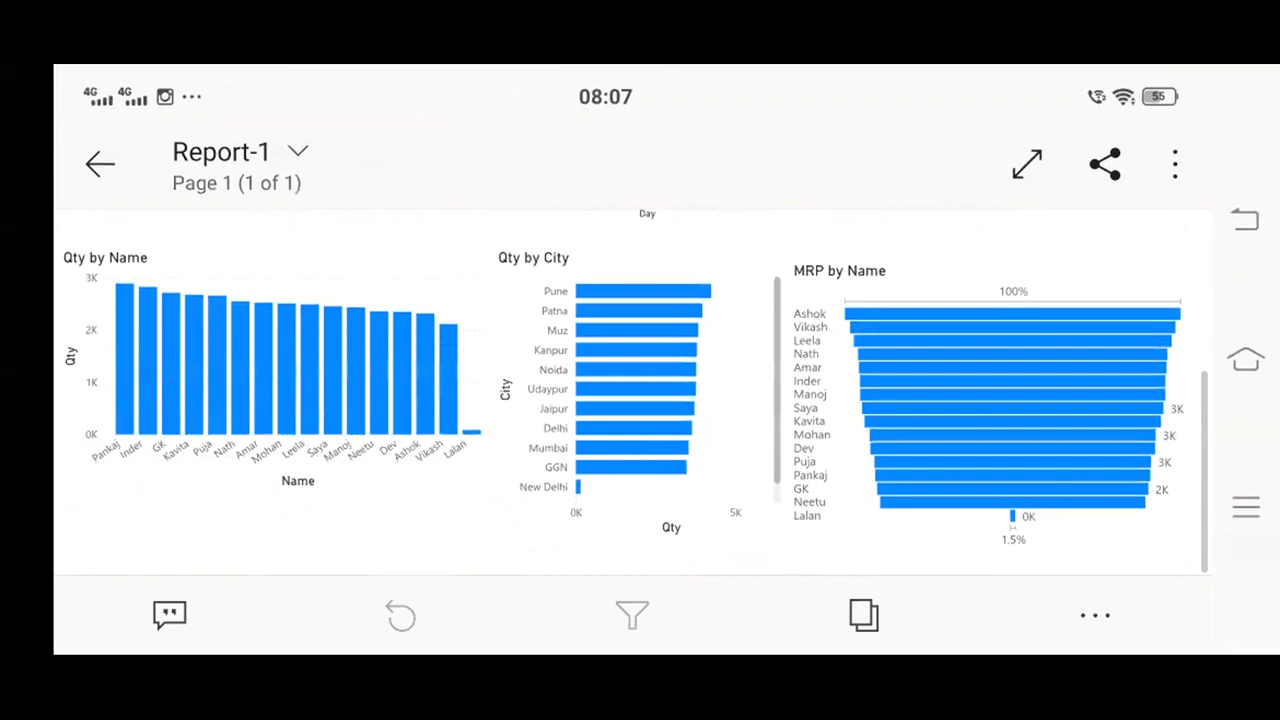 4G 4G 08:07 55
Report-1
Page 1 (1 of 1)
Day
Qty by Name
3K
2K
1K
0K
Qty
Pankaj Inder GK Kavita Puja Nath Amar Mohan Leela Saya Manoj Neetu Dev Ashok Vikash Lalan
Name
Qty by City
City
Pune
Patna
Muz
Kanpur
Noida
Udaypur
Jaipur
Delhi
Mumbai
GGN
New Delhi
0K 5K
Qty
MRP by Name
100%
Ashok
Vikash
Leela
Nath
Amar
Inder
Manoj
Saya 3K
Kavita
Mohan 3K
Dev
Puja 3K
Pankaj
GK 2K
Neetu
Lalan 0K
1.5%